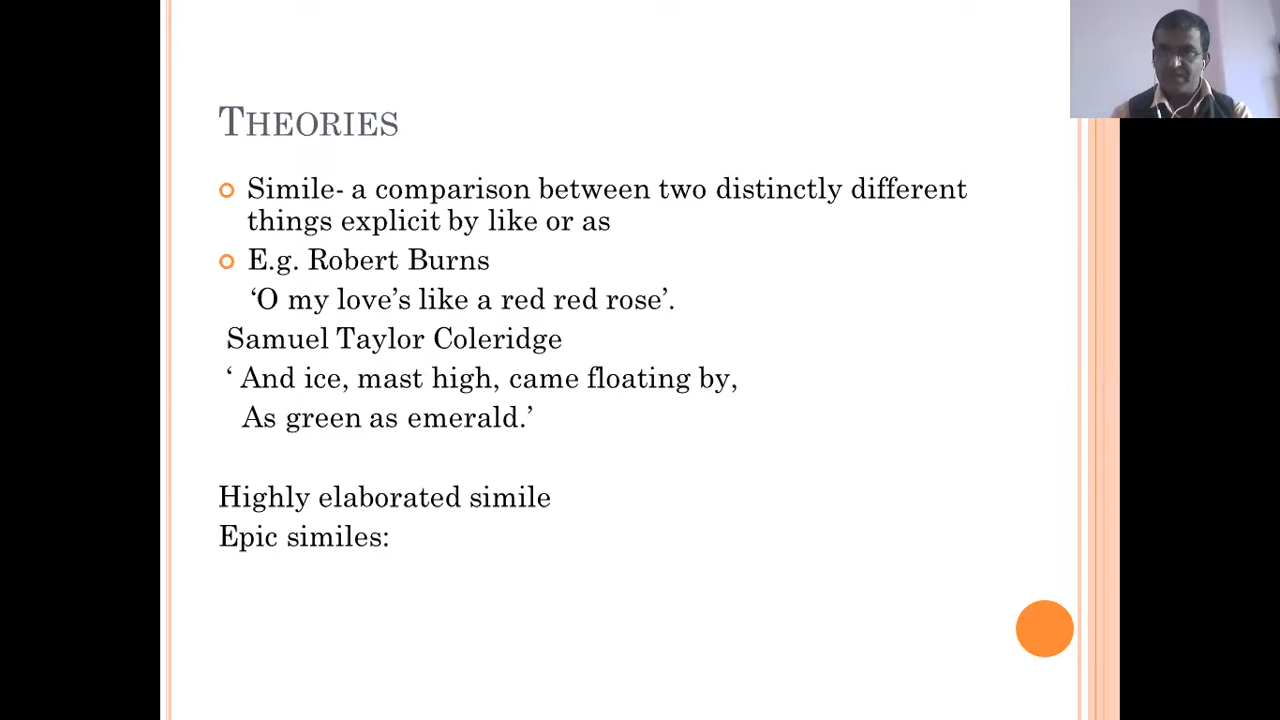 THEORIES
Simile- a comparison between two distinctly different
things explicit by like or as
E.g. Robert Burns
‘O my love’s like a red red rose’.
Samuel Taylor Coleridge
‘ And ice, mast high, came floating by,
As green as emerald.’
Highly elaborated simile
Epic similes: